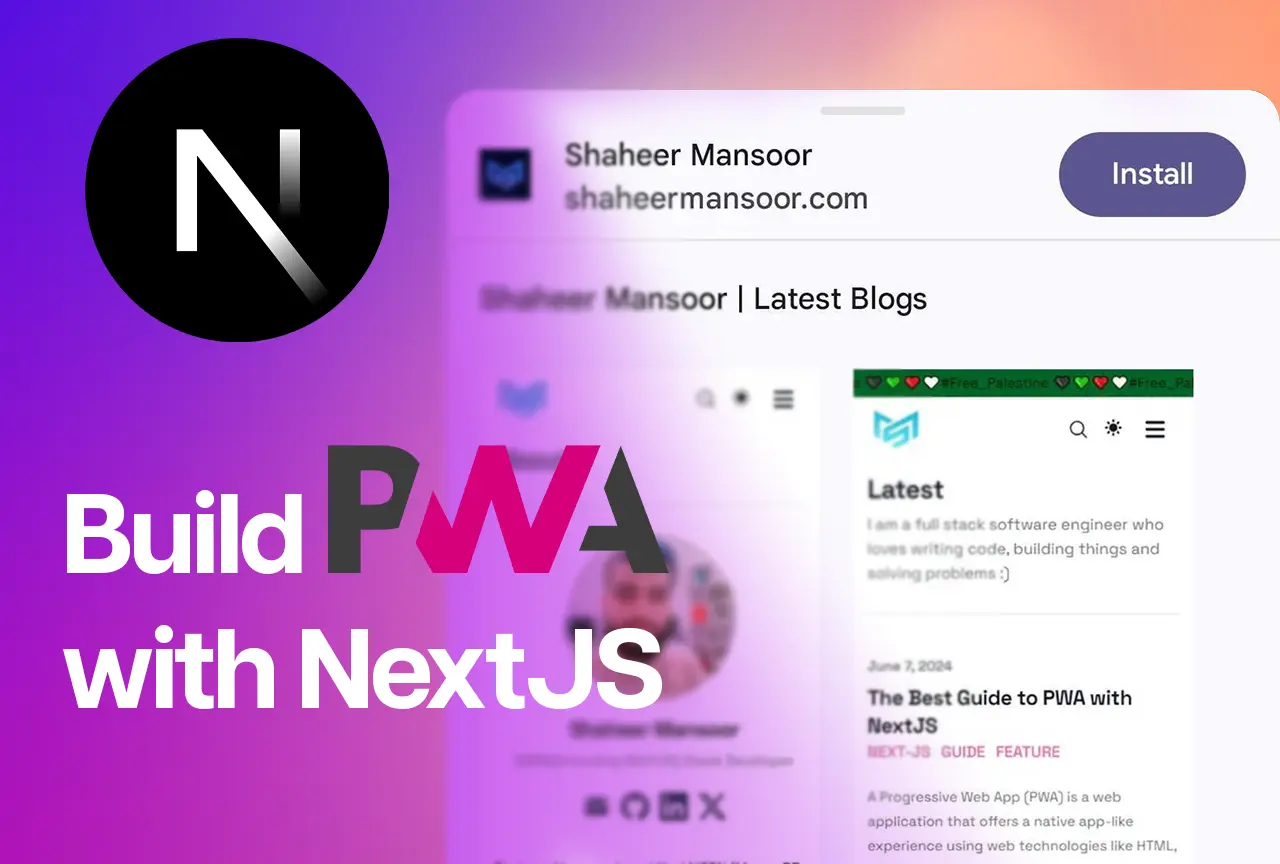 N
Shaheer Mansoor
shaheermansoor.com
Install
Shaheer Mansoor | Latest Blogs
#Free_Palestine #Free_Pa
Build PWA
with NextJS
Shaheer Mansoor
Latest
I am a full stack software engineer who
loves writing code, building things and
solving problems :)
June 7, 2024
The Best Guide to PWA with
NextJS
NEXT-JS GUIDE FEATURE
A Progressive Web App (PWA) is a web
application that offers a native app-like
experience using web technologies like HTML,